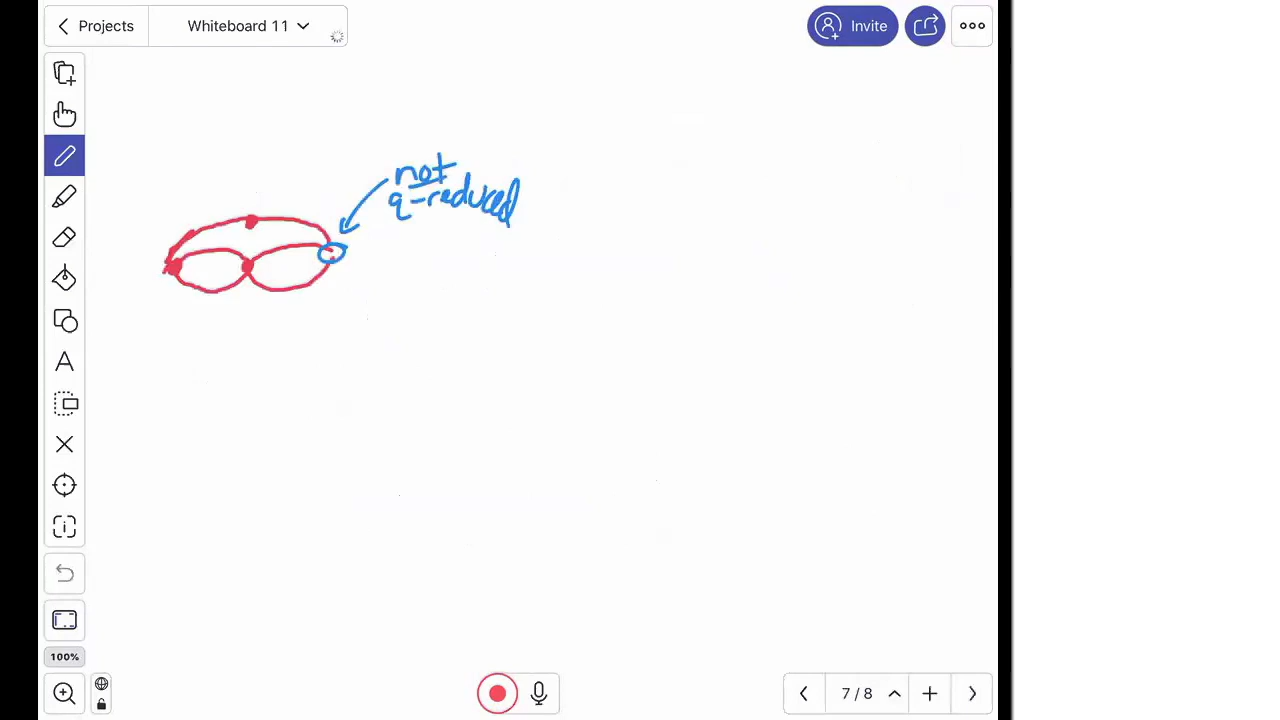 Projects
Whiteboard 11
Invite
not
q-reduced
A
100%
7 / 8